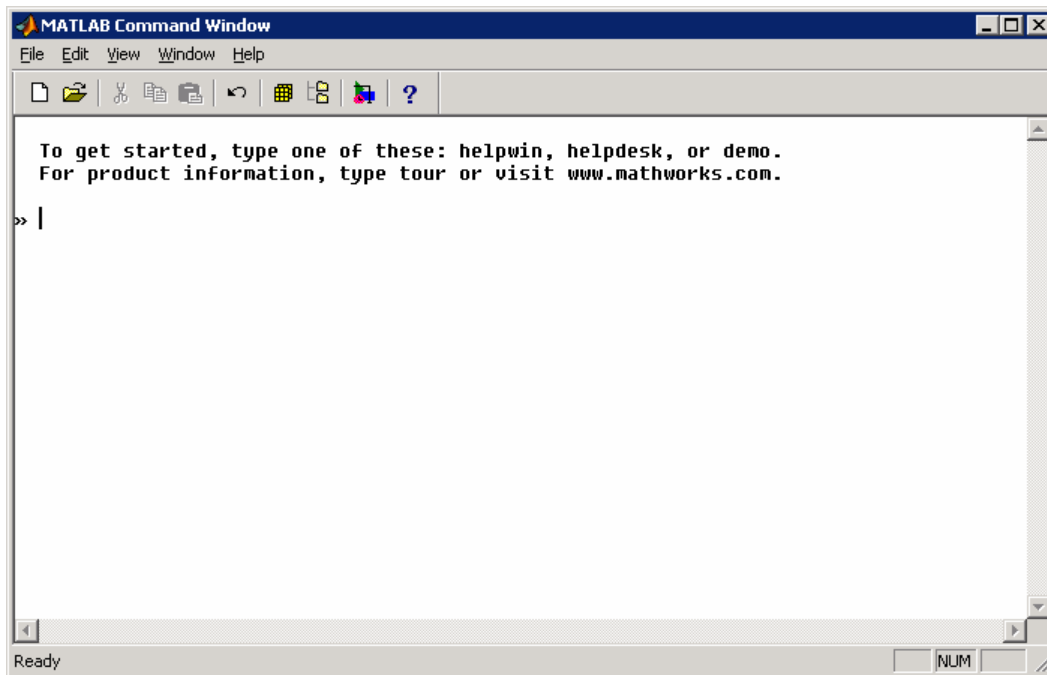 MATLAB Command Window
File Edit View Window Help
?
To get started, type one of these: helpwin, helpdesk, or demo.
For product information, type tour or visit www.mathworks.com.
»
Ready NUM